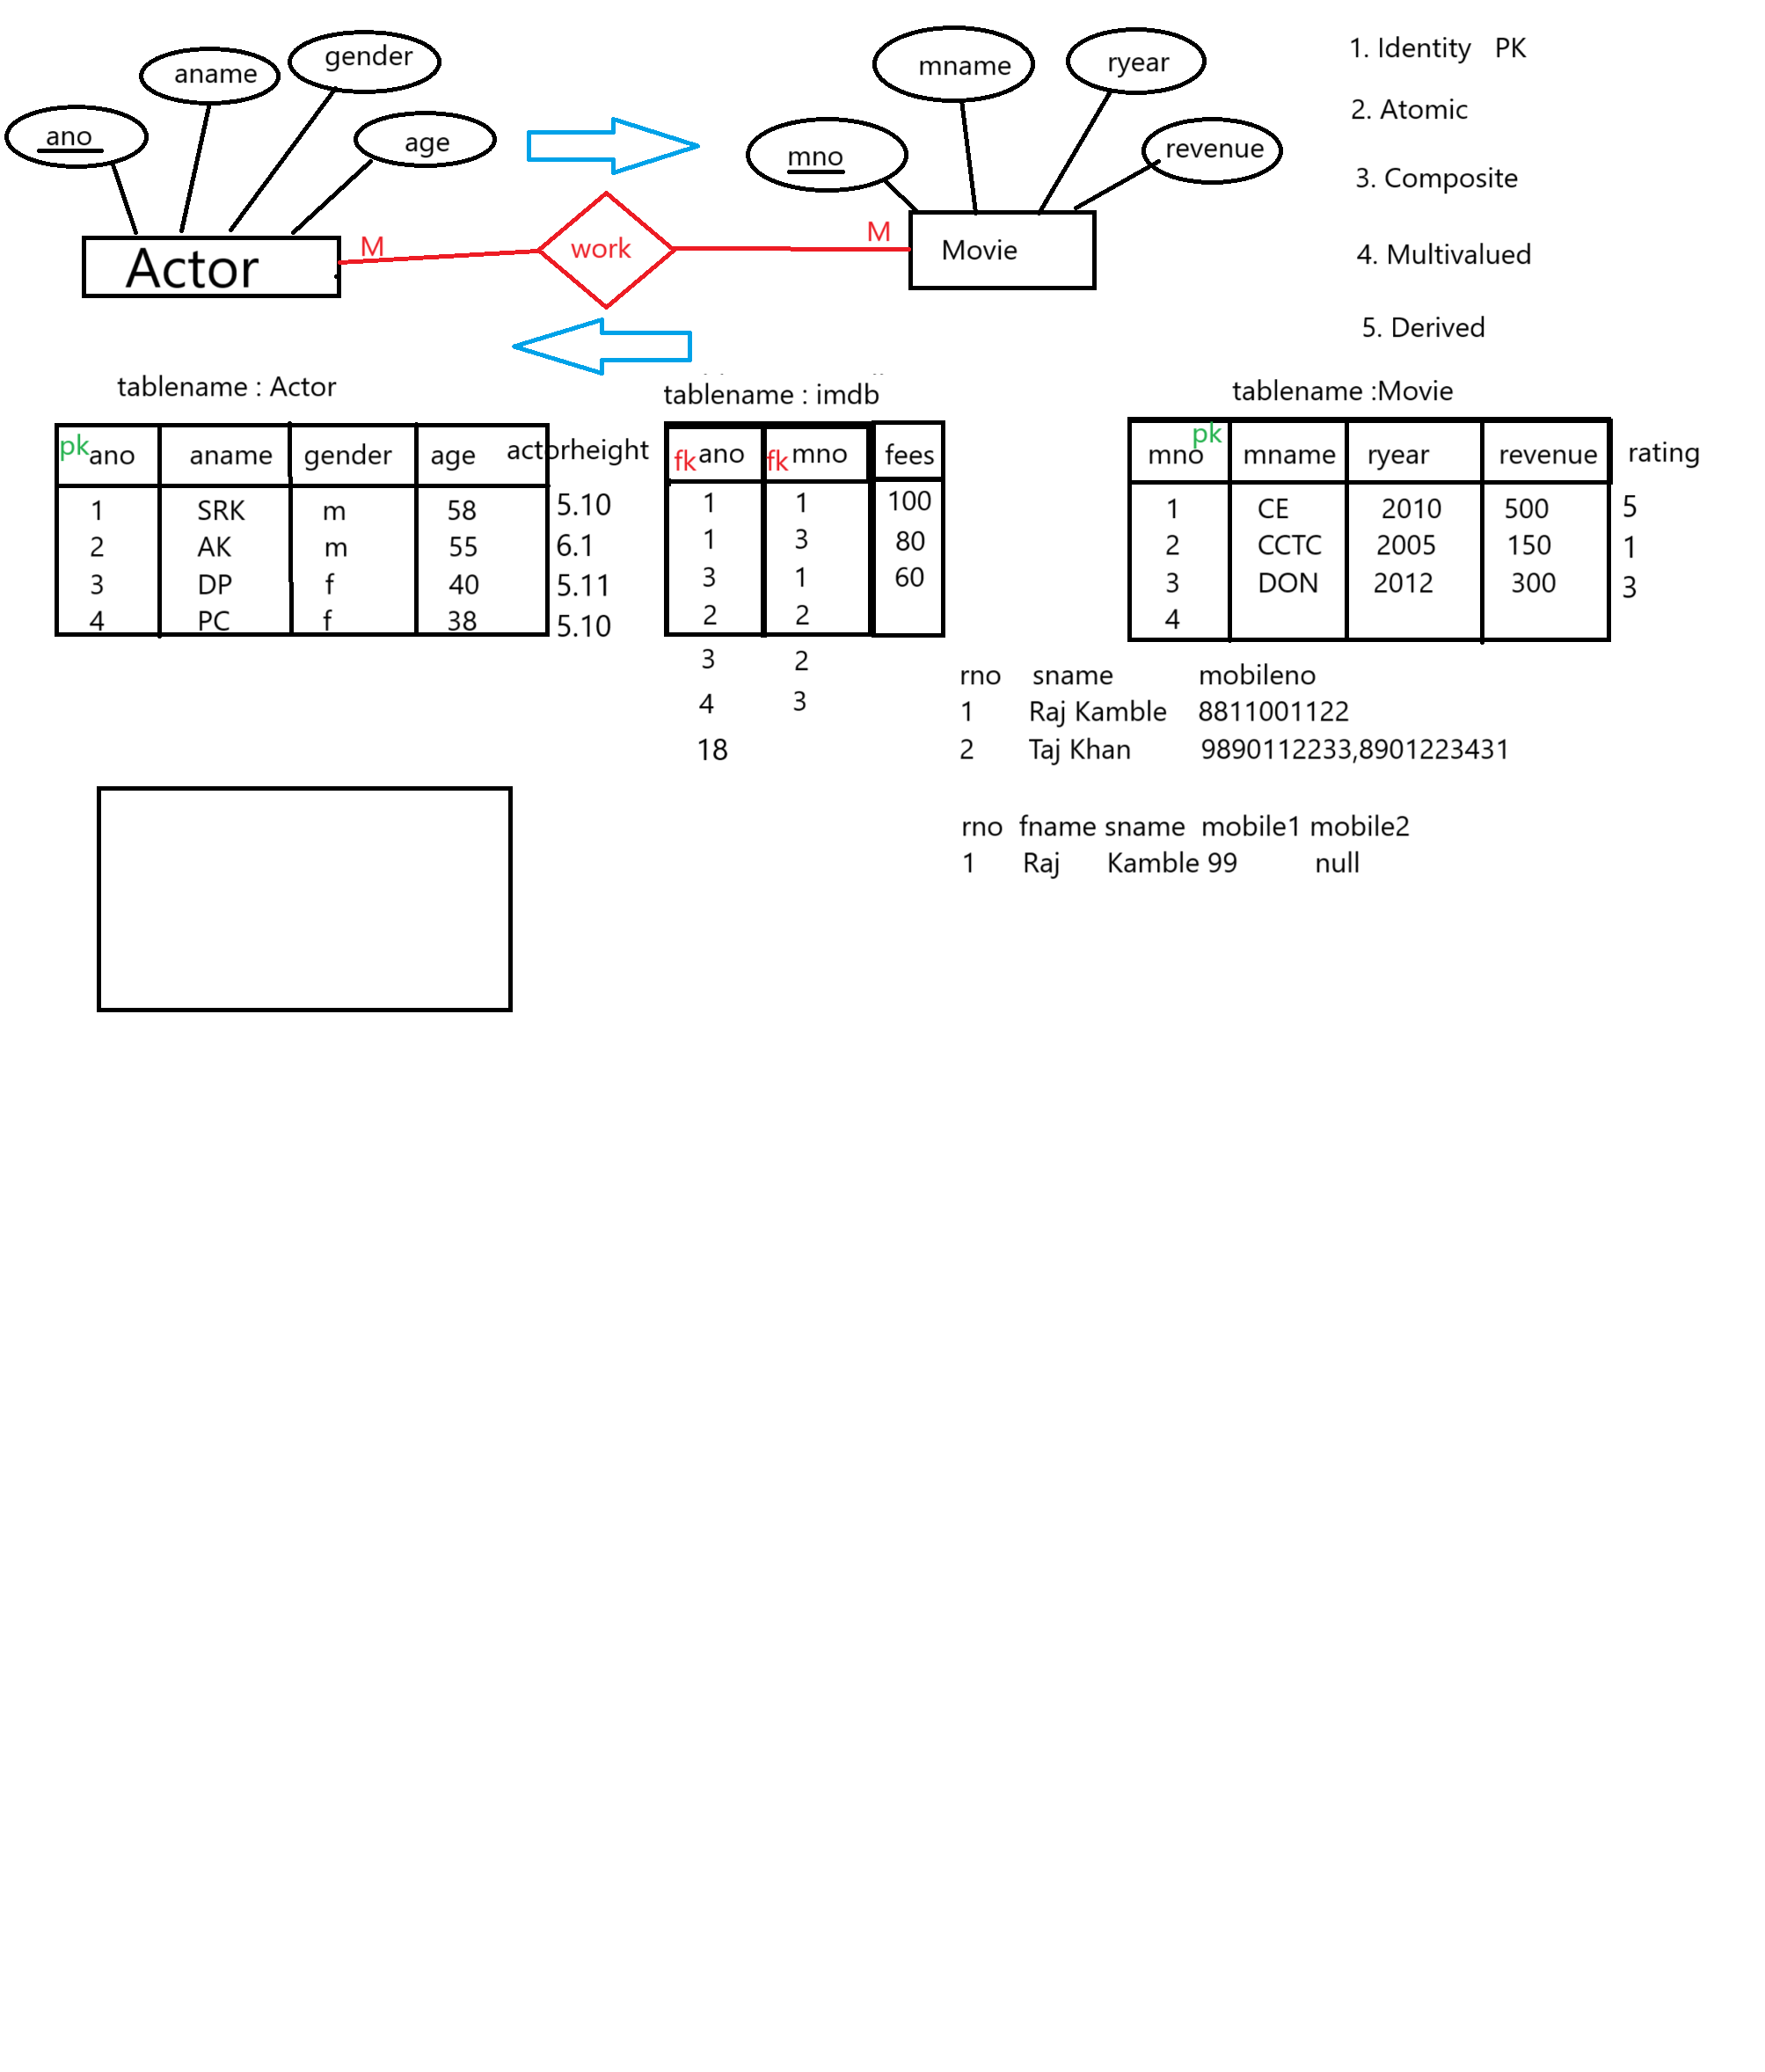 gender
aname
ano
age
mname
ryear
mno
revenue
1. Identity PK
2. Atomic
3. Composite
4. Multivalued
5. Derived
Actor
M
work
M
Movie
tablename : Actor
pk ano aname gender age actorheight
1 SRK m 58 5.10
2 AK m 55 6.1
3 DP f 40 5.11
4 PC f 38 5.10
tablename : imdb
fk ano fk mno fees
1 1 100
1 3 80
3 1 60
2 2
3 2
4 3
18
tablename :Movie
mno pk mname ryear revenue rating
1 CE 2010 500 5
2 CCTC 2005 150 1
3 DON 2012 300 3
4
rno sname mobileno
1 Raj Kamble 8811001122
2 Taj Khan 9890112233,8901223431
rno fname sname mobile1 mobile2
1 Raj Kamble 99 null